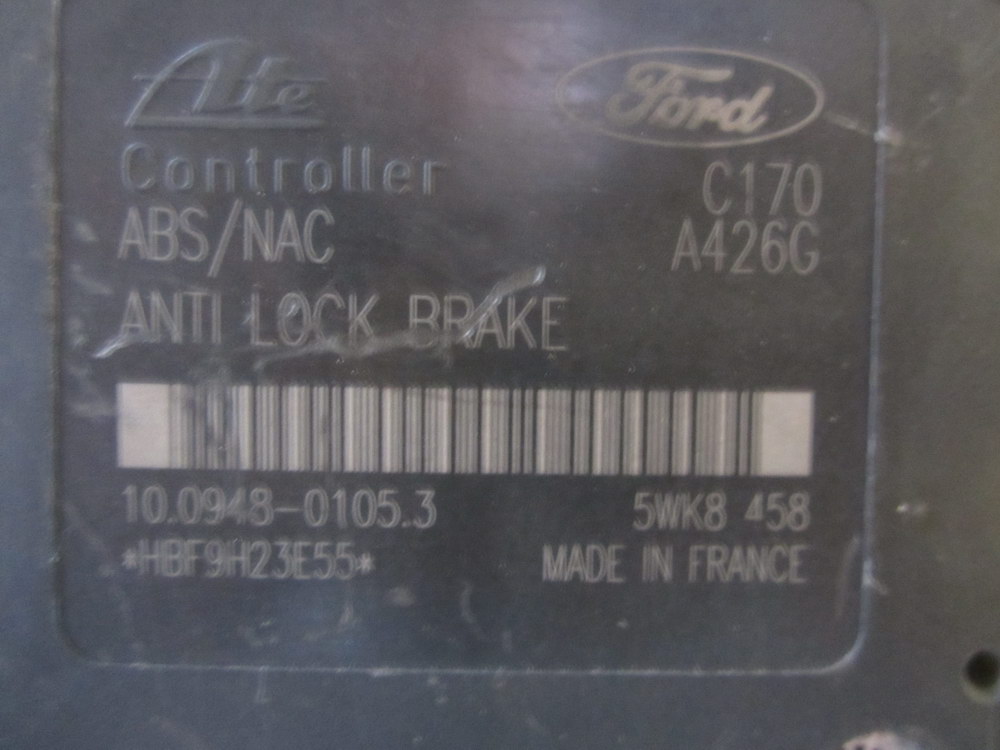 Ate Ford
Controller C170
ABS/NAC A426G
ANTI LOCK BRAKE
10.0948-0105.3 5WK8 458
*HBF9H23E55* MADE IN FRANCE